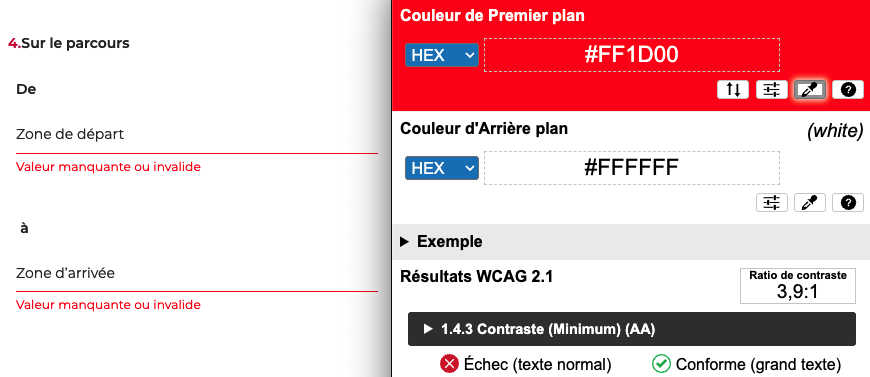 4.Sur le parcours
De
Zone de départ
Valeur manquante ou invalide
à
Zone d’arrivée
Valeur manquante ou invalide
Couleur de Premier plan
HEX
#FF1D00
?
Couleur d'Arrière plan
(white)
HEX
#FFFFFF
?
Exemple
Résultats WCAG 2.1
Ratio de contraste
3,9:1
1.4.3 Contraste (Minimum) (AA)
Échec (texte normal)
Conforme (grand texte)